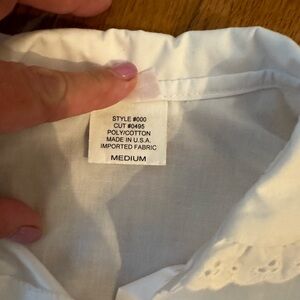 STYLE #000
CUT #0495
POLY/COTTON
MADE IN U.S.A.
IMPORTED FABRIC
MEDIUM